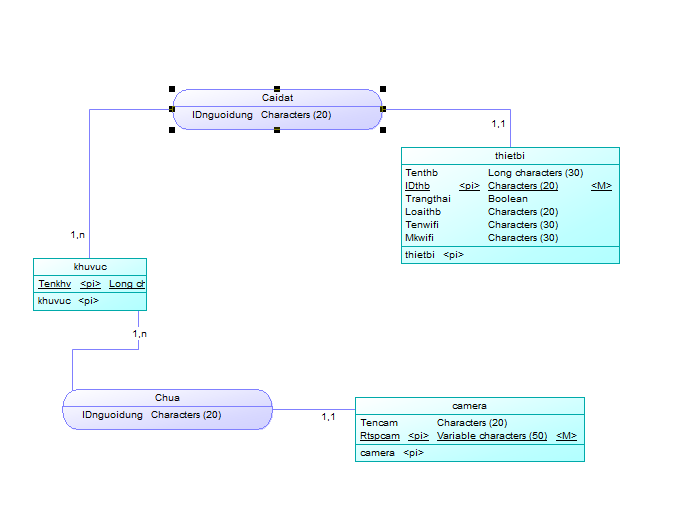 Caidat
IDnguoidung Characters (20)
1,1
thietbi
Tenthb Long characters (30)
IDthb <pi> Characters (20) <M>
Trangthai Boolean
Loaithb Characters (20)
Tenwifi Characters (30)
Mkwifi Characters (30)
thietbi <pi>
1,n
khuvuc
Tenkhv <pi> Long ch
khuvuc <pi>
1,n
Chua
IDnguoidung Characters (20)
1,1
camera
Tencam Characters (20)
Rtspcam <pi> Variable characters (50) <M>
camera <pi>